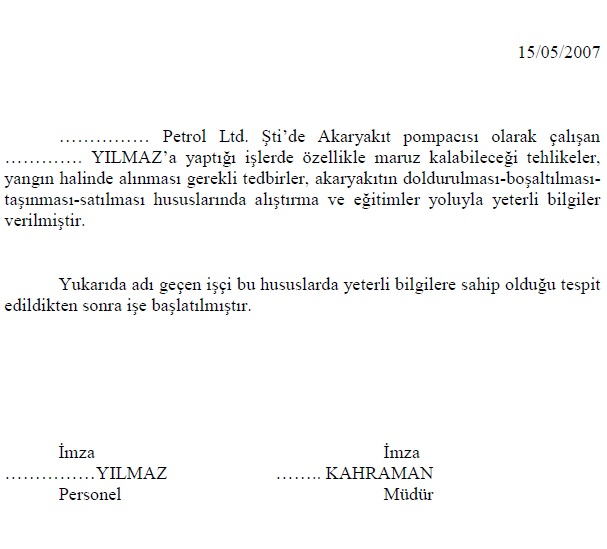 15/05/2007
…………… Petrol Ltd. Şti’de Akaryakıt pompacısı olarak çalışan
…………. YILMAZ’a yaptığı işlerde özellikle maruz kalabileceği tehlikeler,
yangın halinde alınması gerekli tedbirler, akaryakıtın doldurulması-boşaltılması-
taşınması-satılması hususlarında alıştırma ve eğitimler yoluyla yeterli bilgiler
verilmiştir.
Yukarıda adı geçen işçi bu hususlarda yeterli bilgilere sahip olduğu tespit
edildikten sonra işe başlatılmıştır.
İmza İmza
……………YILMAZ …….. KAHRAMAN
Personel Müdür